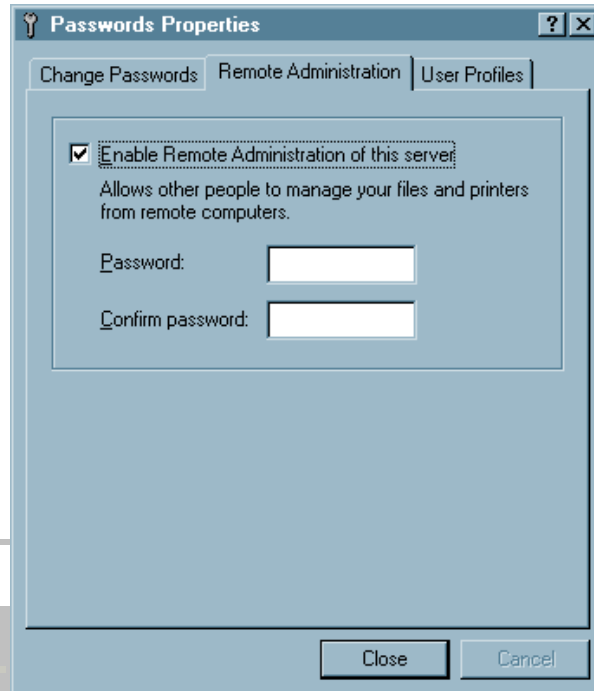 Passwords Properties
Change Passwords Remote Administration User Profiles
Enable Remote Administration of this server
Allows other people to manage your files and printers
from remote computers.
Password:
Confirm password:
Close Cancel